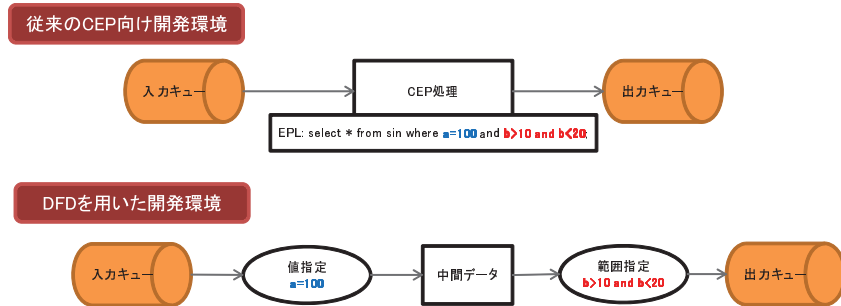 従来のCEP向け開発環境
入力キュー
CEP処理
出力キュー
EPL: select * from sin where a=100 and b>10 and b<20;
DFDを用いた開発環境
入力キュー
値指定
a=100
中間データ
範囲指定
b>10 and b<20
出力キュー